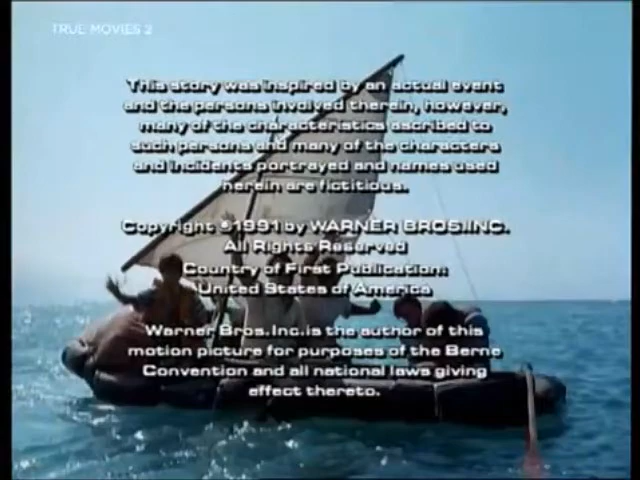 TRUE MOVIES 2
This story was inspired by an actual event
and the persons involved therein, however,
many of the characteristics ascribed to
such persons and many of the characters
and incidents portrayed and names used
herein are fictitious.
Copyright ©1991 by WARNER BROS.INC.
All Rights Reserved
Country of First Publication:
United States of America
Warner Bros. Inc. is the author of this
motion picture for purposes of the Berne
Convention and all national laws giving
effect thereto.